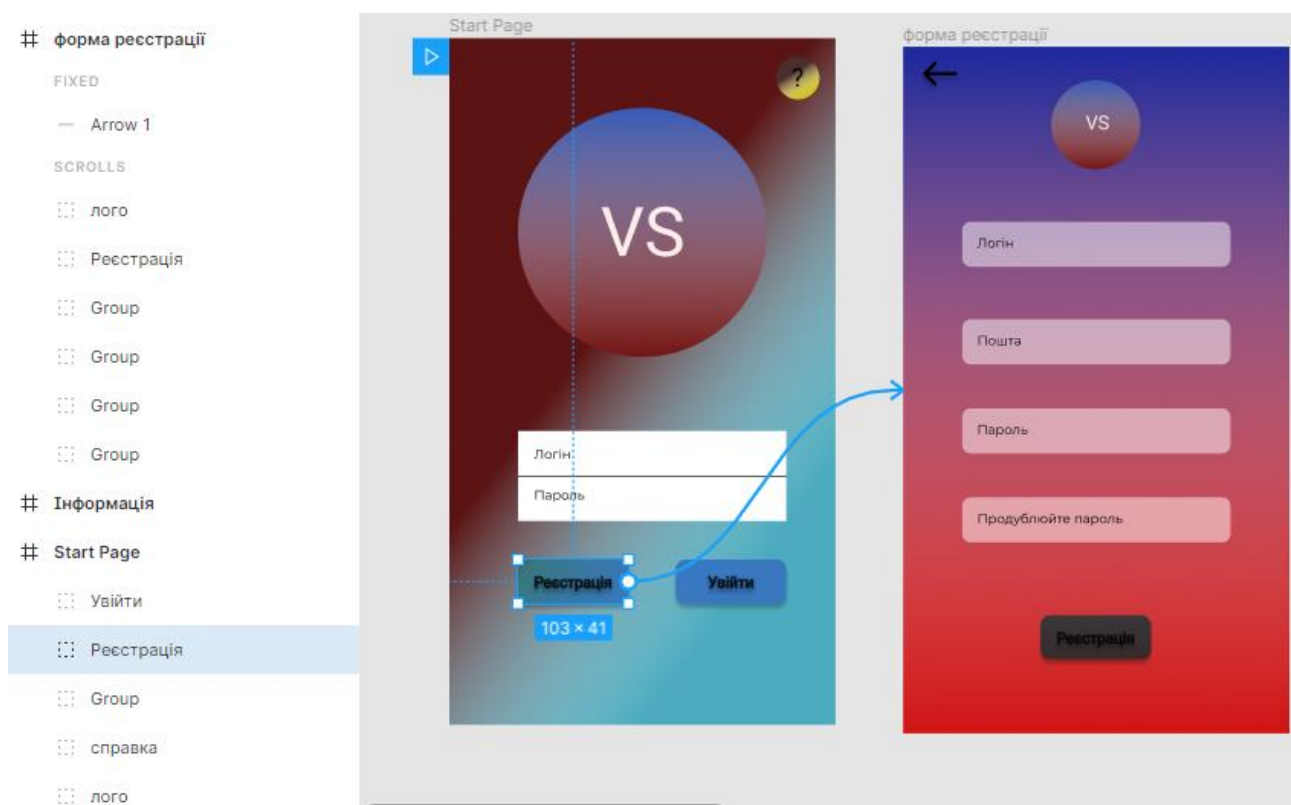 форма реєстрації
FIXED
Arrow 1
SCROLLS
лого
Реєстрація
Group
Group
Group
Group
Інформація
Start Page
Увійти
Реєстрація
Group
справка
лого
Start Page
?
VS
Логін
Пароль
Реєстрація
Увійти
103 × 41
форма реєстрації
VS
Логін
Пошта
Пароль
Продублюйте пароль
Реєстрація